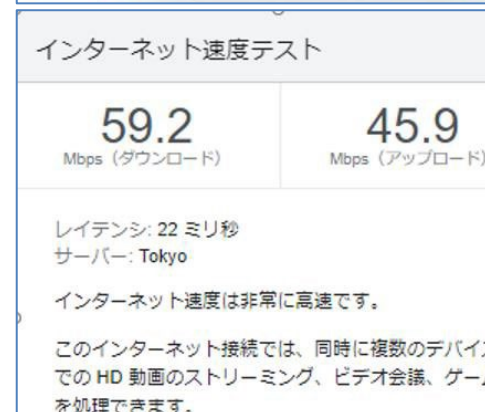 インターネット速度テスト
59.2 45.9
Mbps（ダウンロード） Mbps（アップロード）
レイテンシ: 22 ミリ秒
サーバー: Tokyo
インターネット速度は非常に高速です。
このインターネット接続では、同時に複数のデバイス
での HD 動画のストリーミング、ビデオ会議、ゲーム
を処理できます。